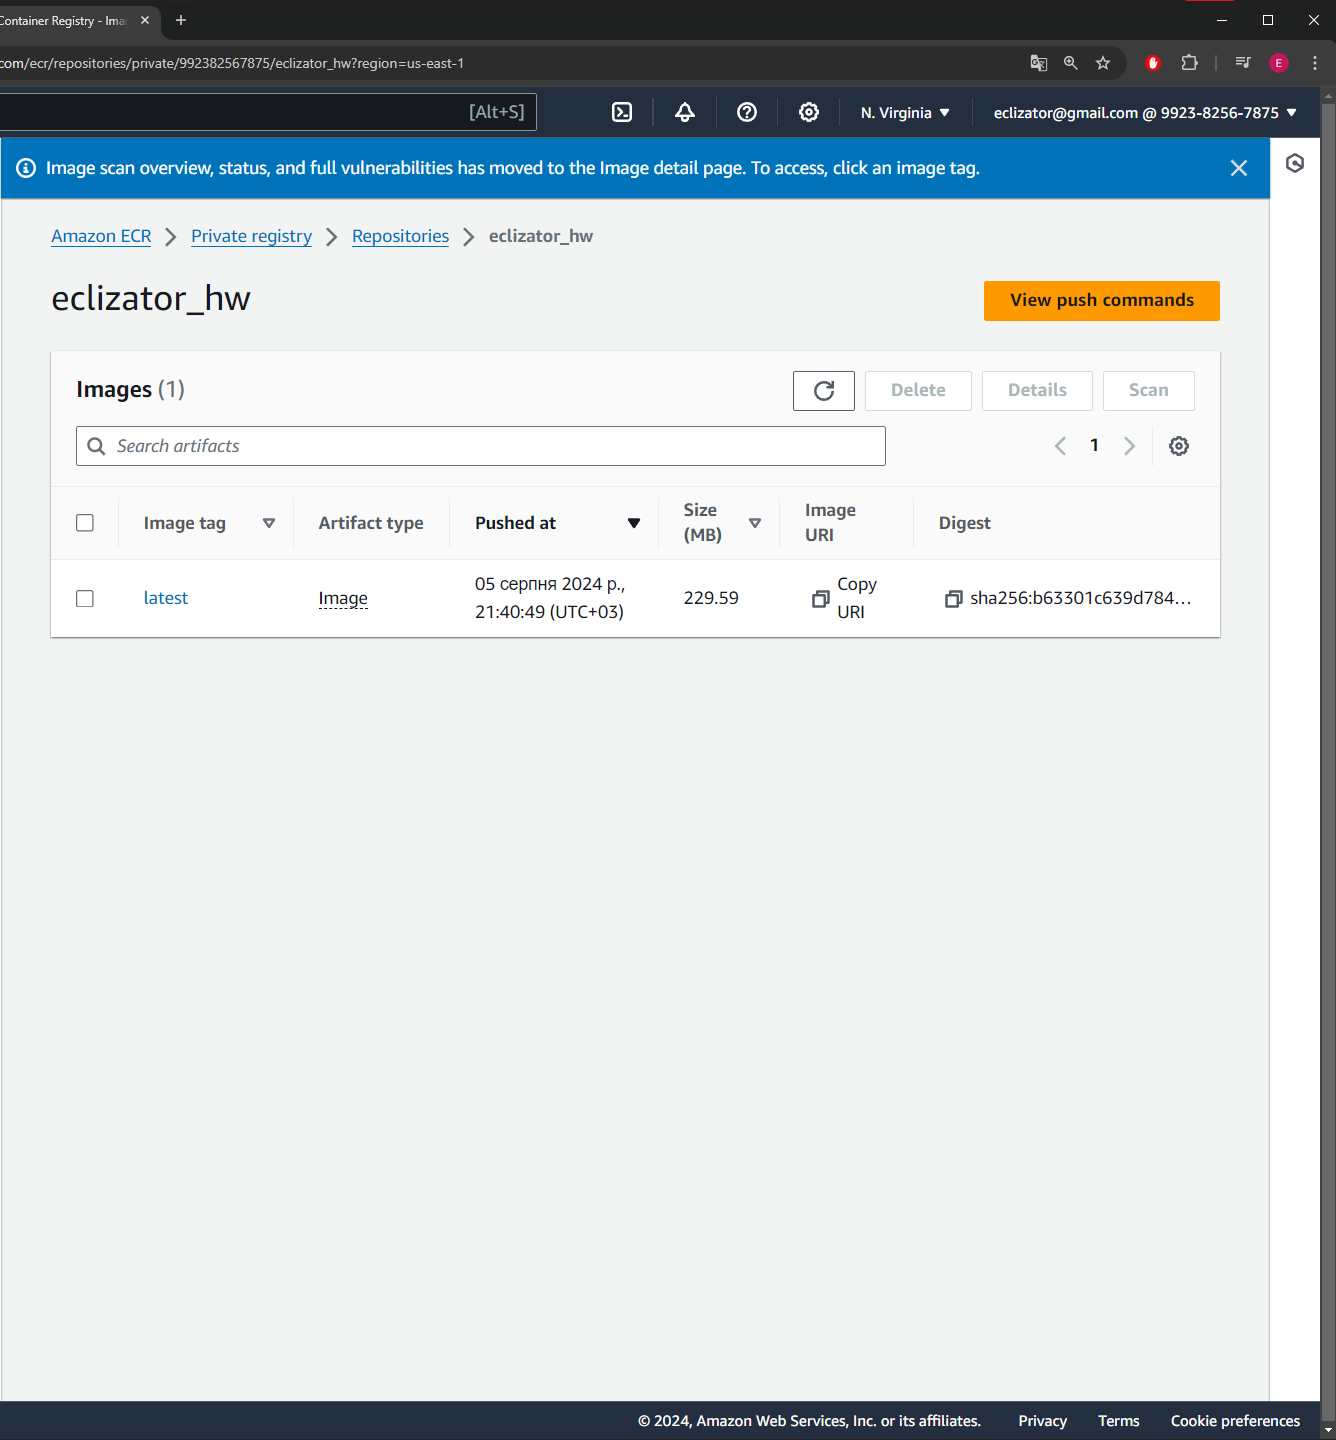 Container Registry - Ima
com/ecr/repositories/private/992382567875/eclizator_hw?region=us-east-1
E
[Alt+S]
N. Virginia
eclizator@gmail.com @ 9923-8256-7875
Image scan overview, status, and full vulnerabilities has moved to the Image detail page. To access, click an image tag.
Amazon ECR
Private registry
Repositories
eclizator_hw
eclizator_hw
View push commands
Images (1)
Delete
Details
Scan
Search artifacts
1
Image tag
Artifact type
Pushed at
Size
(MB)
Image
URI
Digest
latest
Image
05 серпня 2024 р.,
21:40:49 (UTC+03)
229.59
Copy
URI
sha256:b63301c639d784...
© 2024, Amazon Web Services, Inc. or its affiliates.
Privacy
Terms
Cookie preferences